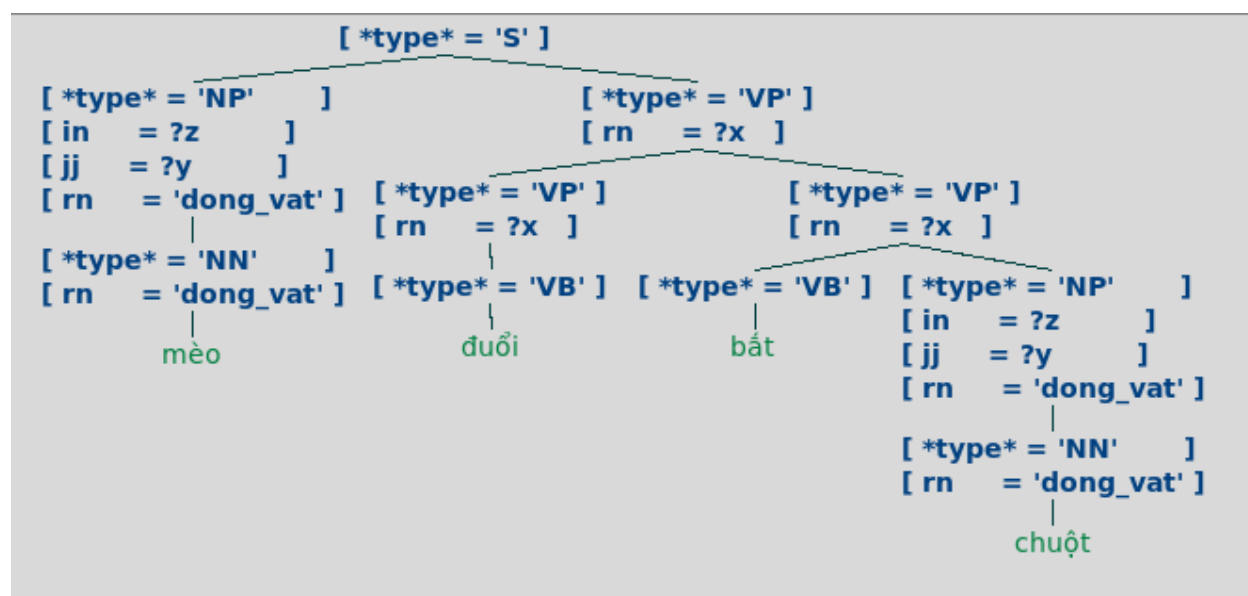 [ *type* = 'S' ]
[ *type* = 'NP' ] [ *type* = 'VP' ]
[ in = ?z ] [ rn = ?x ]
[ jj = ?y ]
[ rn = 'dong_vat' ] [ *type* = 'VP' ] [ *type* = 'VP' ]
[ rn = ?x ] [ rn = ?x ]
[ *type* = 'NN' ] [ *type* = 'VB' ] [ *type* = 'VB' ] [ *type* = 'NP' ]
[ rn = 'dong_vat' ] [ in = ?z ]
mèo đuổi bắt [ jj = ?y ]
[ rn = 'dong_vat' ]
[ *type* = 'NN' ]
[ rn = 'dong_vat' ]
chuột